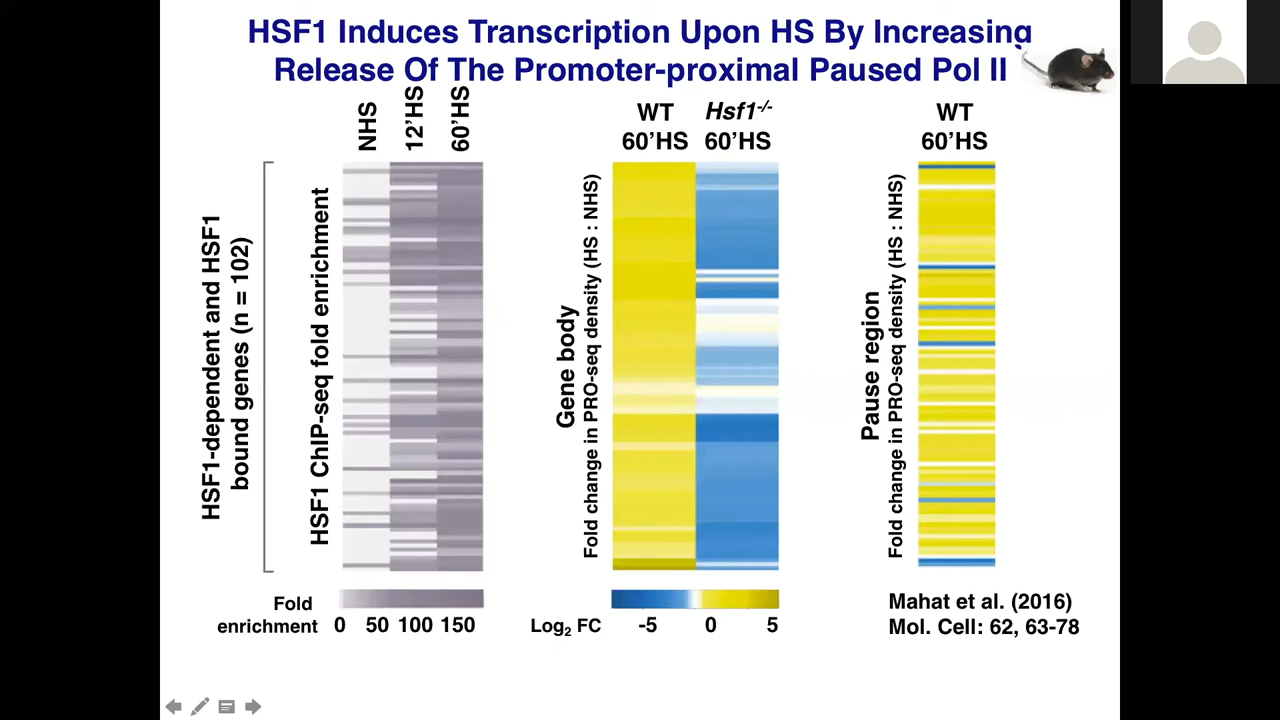 HSF1 Induces Transcription Upon HS By Increasing
Release Of The Promoter-proximal Paused Pol II
NHS
12'HS
60'HS
HSF1-dependent and HSF1
bound genes (n = 102)
HSF1 ChIP-seq fold enrichment
Fold
enrichment
0 50 100 150
WT
60'HS
Hsf1-/-
60'HS
Gene body
Fold change in PRO-seq density (HS : NHS)
Log2 FC
-5 0 5
WT
60'HS
Pause region
Fold change in PRO-seq density (HS : NHS)
Mahat et al. (2016)
Mol. Cell: 62, 63-78